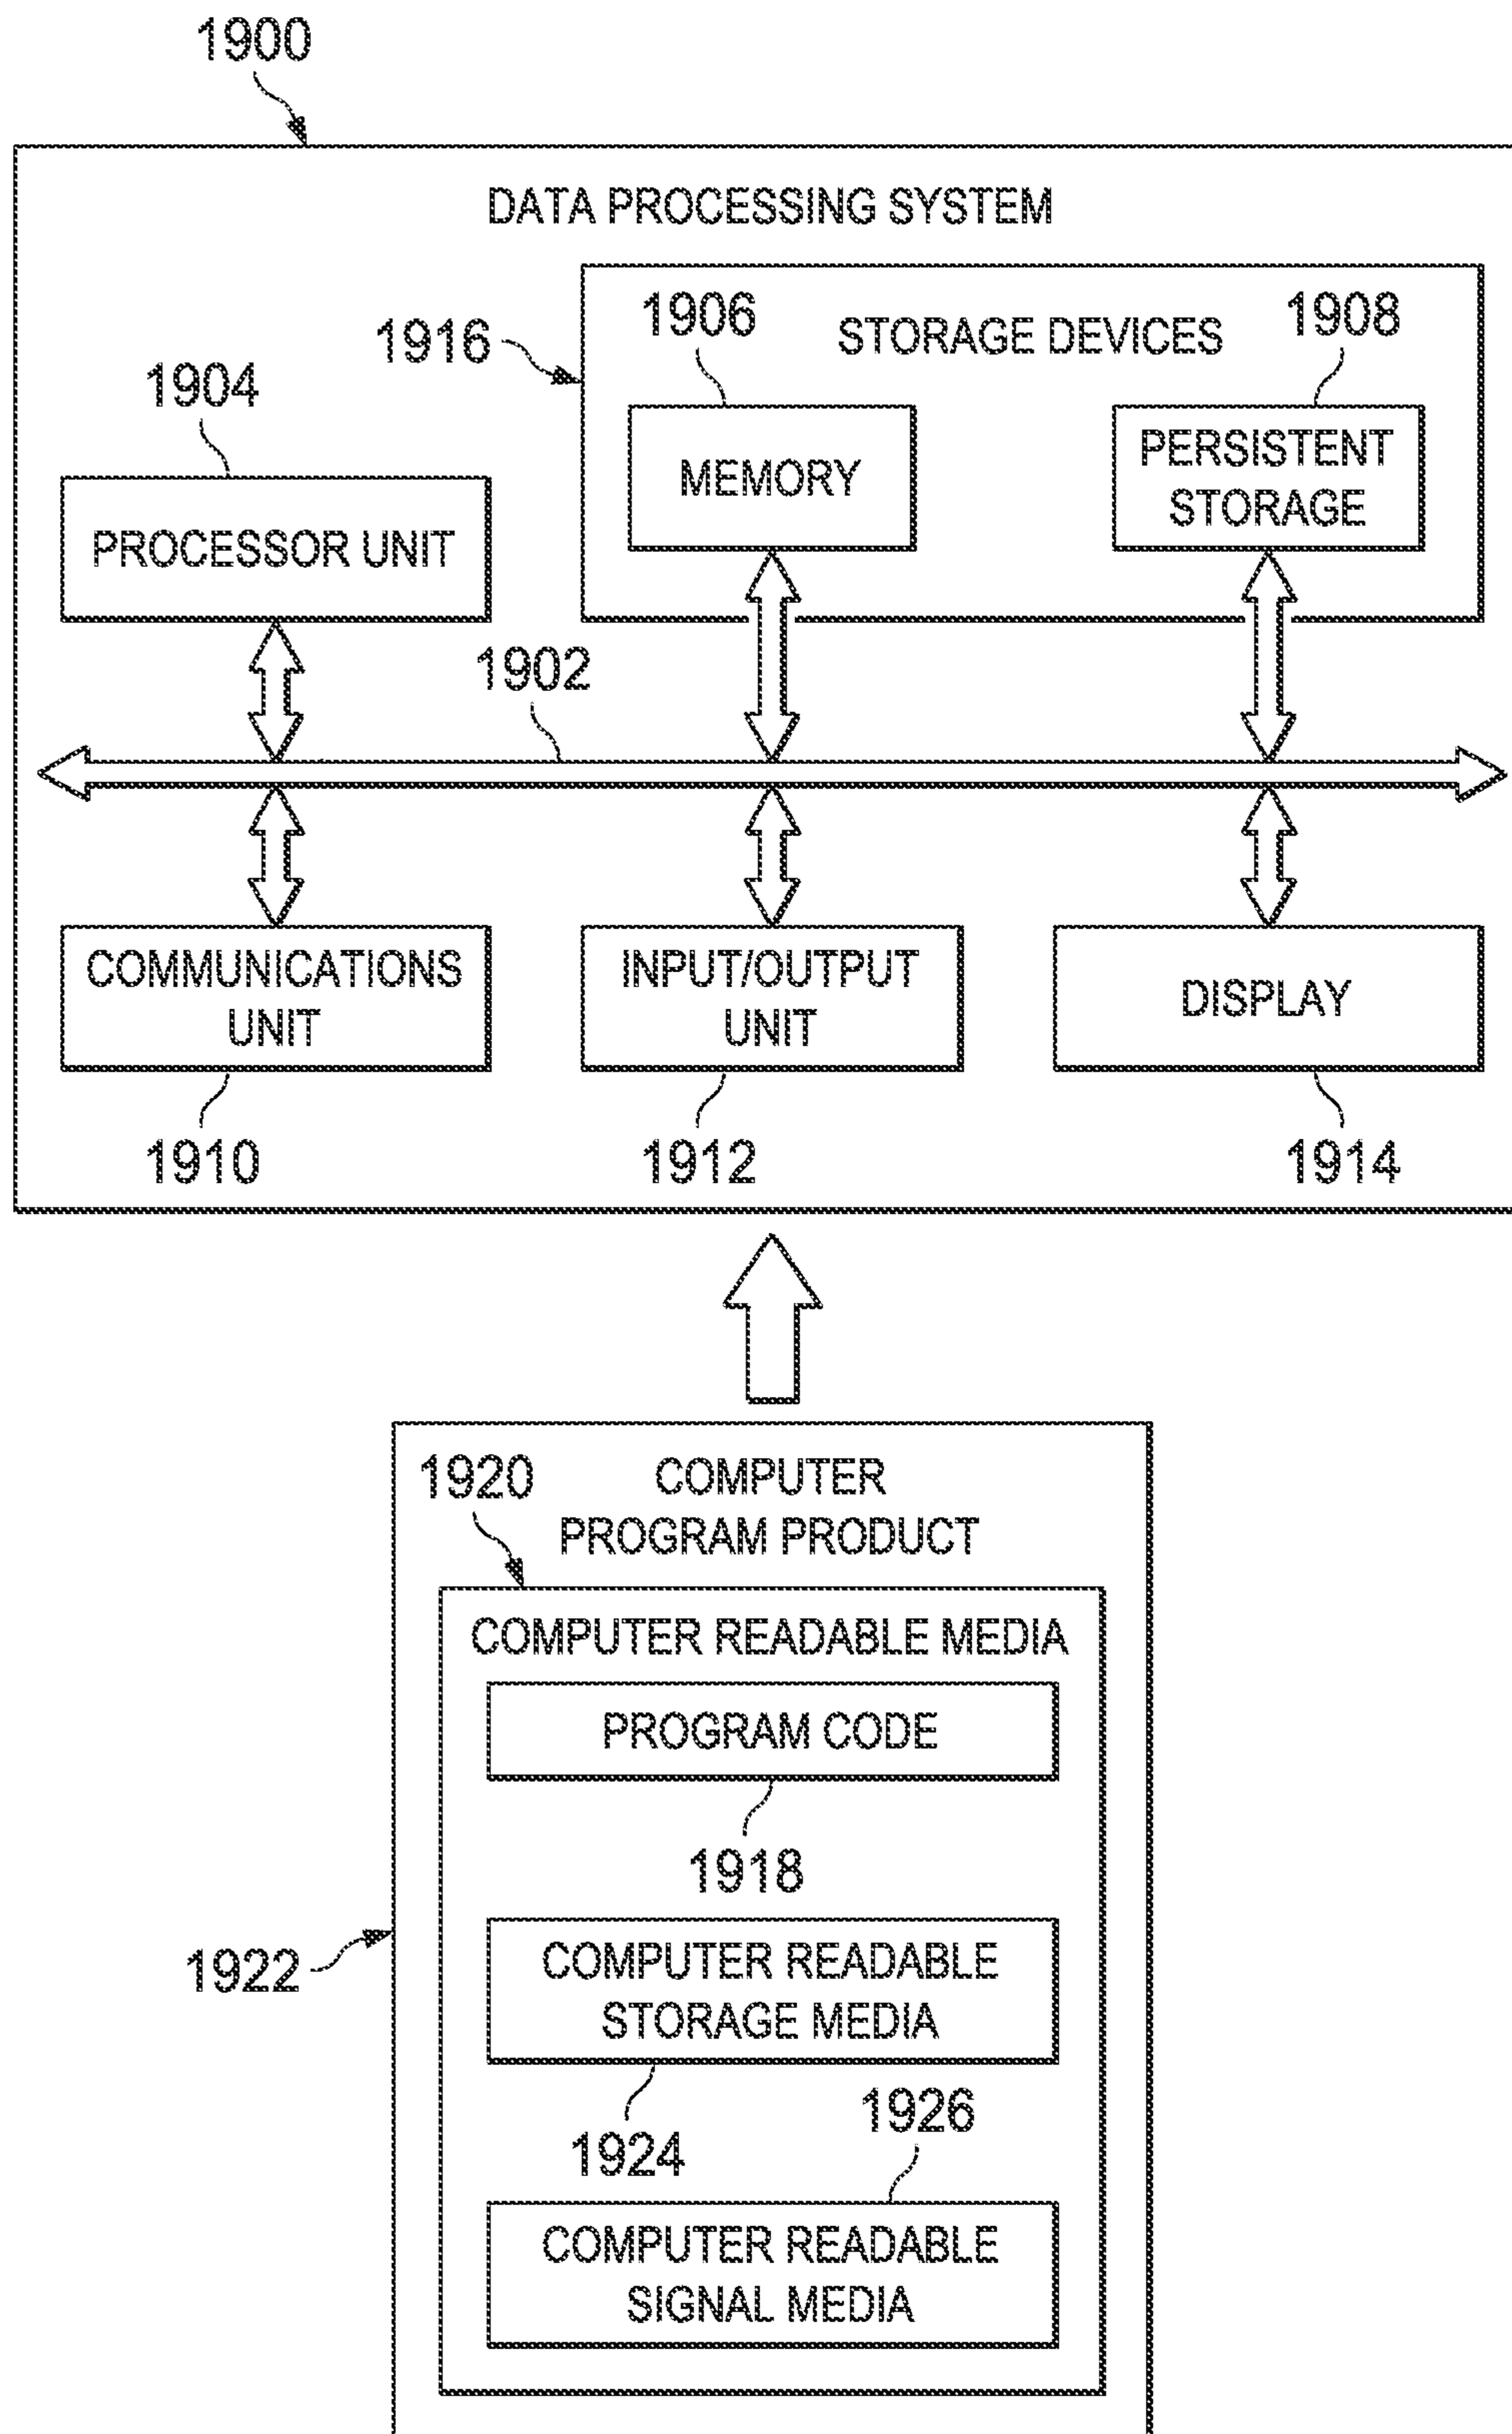 1900
DATA PROCESSING SYSTEM
1916
1906
STORAGE DEVICES
1908
1904
MEMORY
PERSISTENT
STORAGE
PROCESSOR UNIT
1902
COMMUNICATIONS
UNIT
INPUT/OUTPUT
UNIT
DISPLAY
1910
1912
1914
1920
COMPUTER
PROGRAM PRODUCT
COMPUTER READABLE MEDIA
PROGRAM CODE
1918
1922
COMPUTER READABLE
STORAGE MEDIA
1924
1926
COMPUTER READABLE
SIGNAL MEDIA